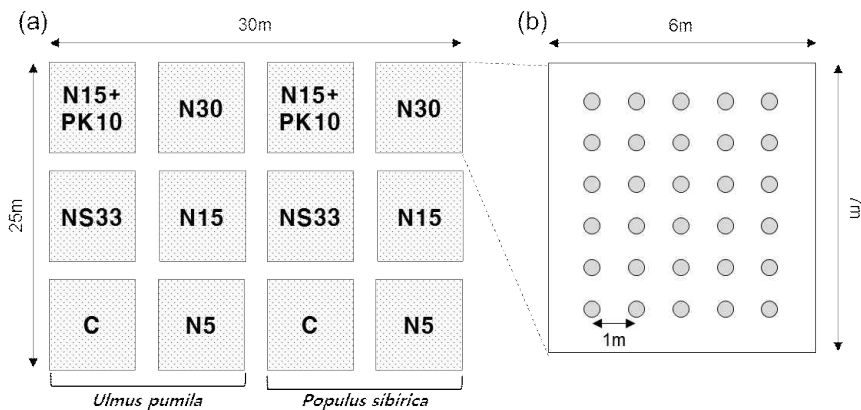 (a)
30m
25m
N15+
PK10
N30
N15+
PK10
N30
NS33
N15
NS33
N15
C
N5
C
N5
Ulmus pumila
Populus sibirica
(b)
6m
7m
1m